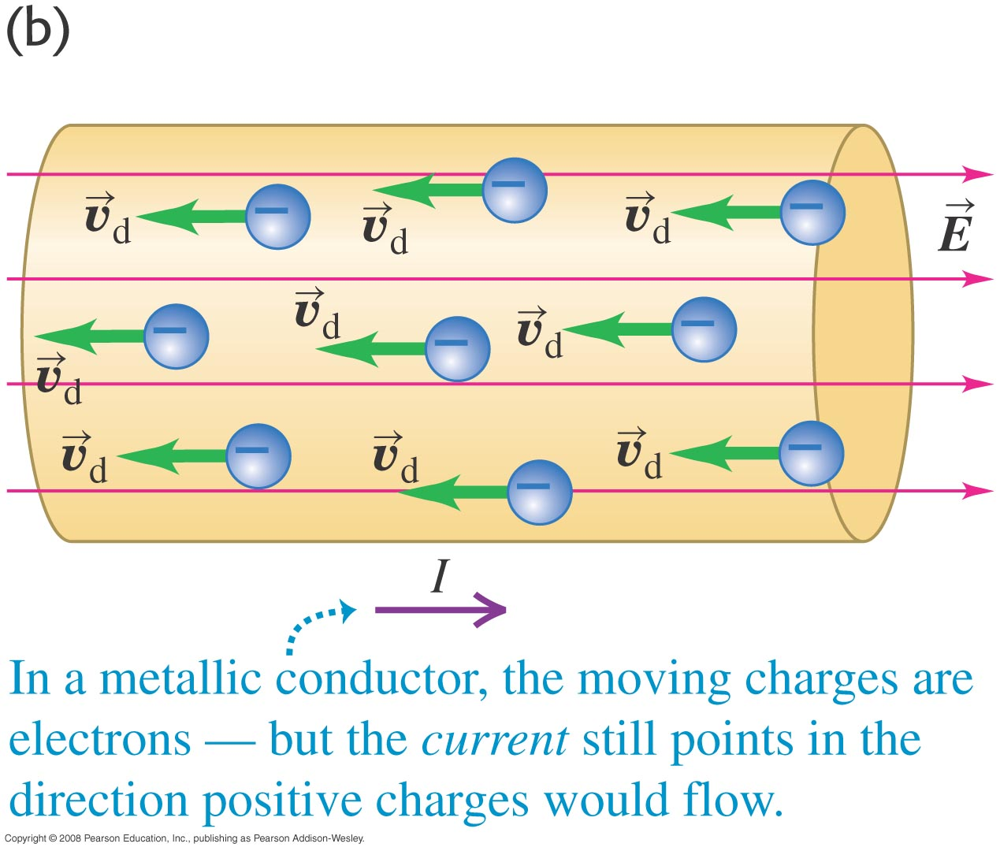 (b)
v⃗d
v⃗d
v⃗d
E⃗
v⃗d
v⃗d
v⃗d
v⃗d
v⃗d
v⃗d
I
In a metallic conductor, the moving charges are
electrons — but the current still points in the
direction positive charges would flow.
Copyright © 2008 Pearson Education, Inc., publishing as Pearson Addison-Wesley.